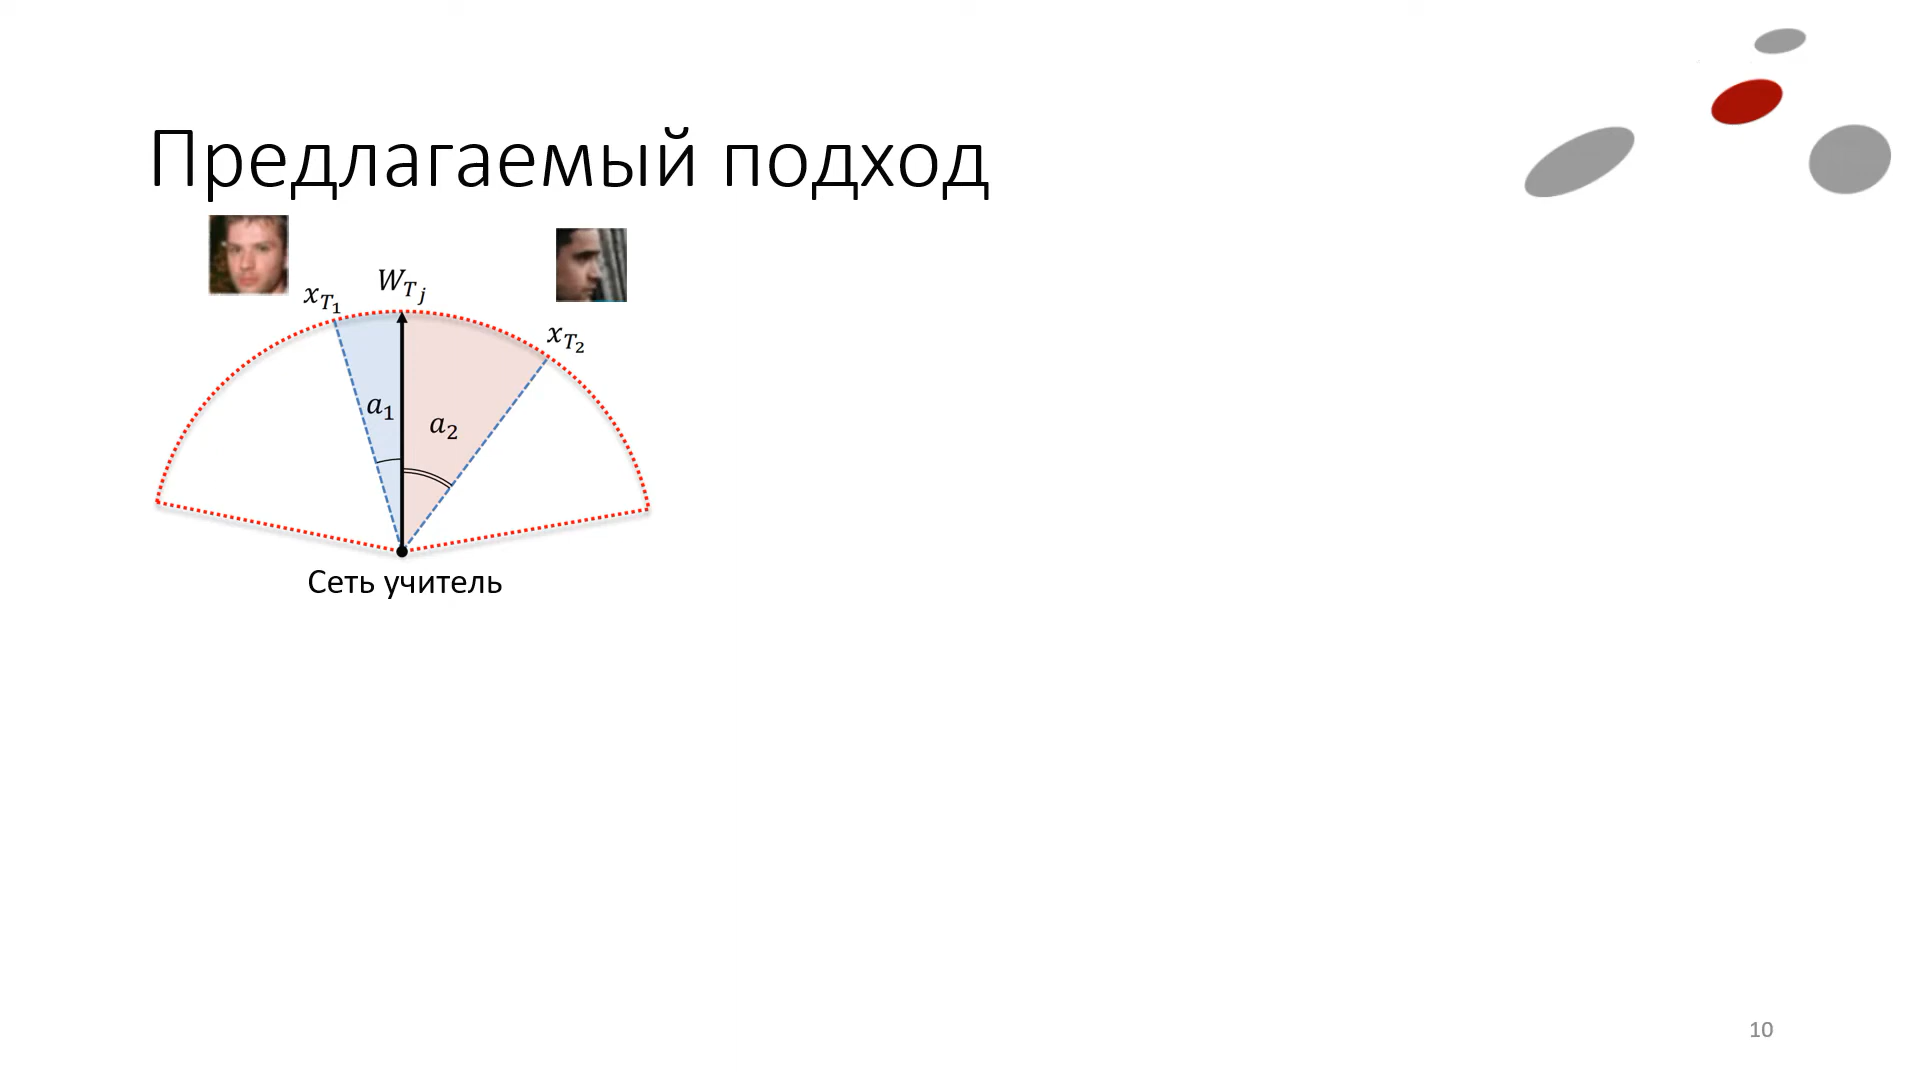 Предлагаемый подход
x_{T_1}
W_{T_j}
x_{T_2}
a_1
a_2
Сеть учитель
10